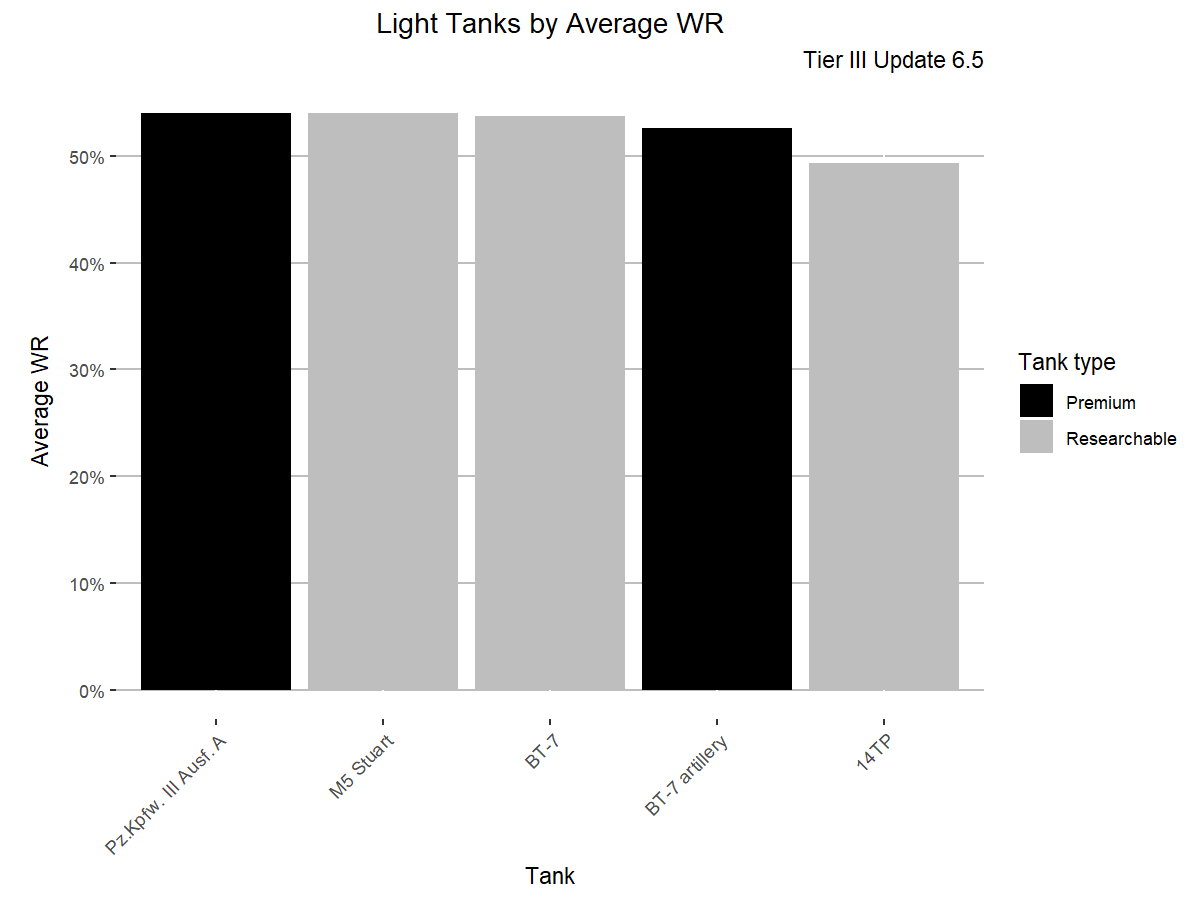 Light Tanks by Average WR
Tier III Update 6.5
Average WR
50%
40%
30%
20%
10%
0%
Pz.Kpfw. III Ausf. A
M5 Stuart
BT-7
BT-7 artillery
14TP
Tank
Tank type
Premium
Researchable